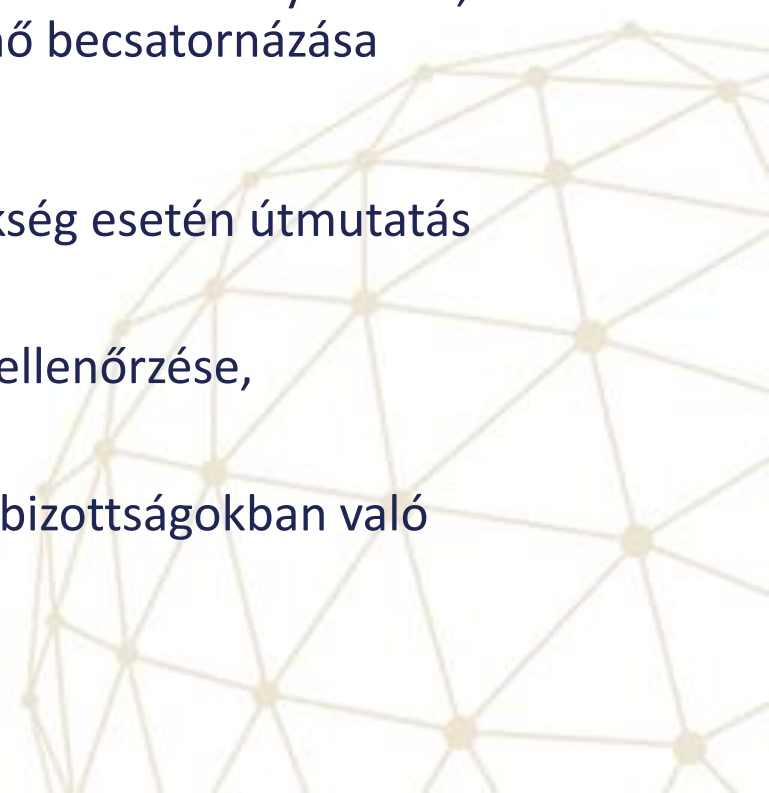 nő becsatornázása
kség esetén útmutatás
ellenőrzése,
bizottságokban való